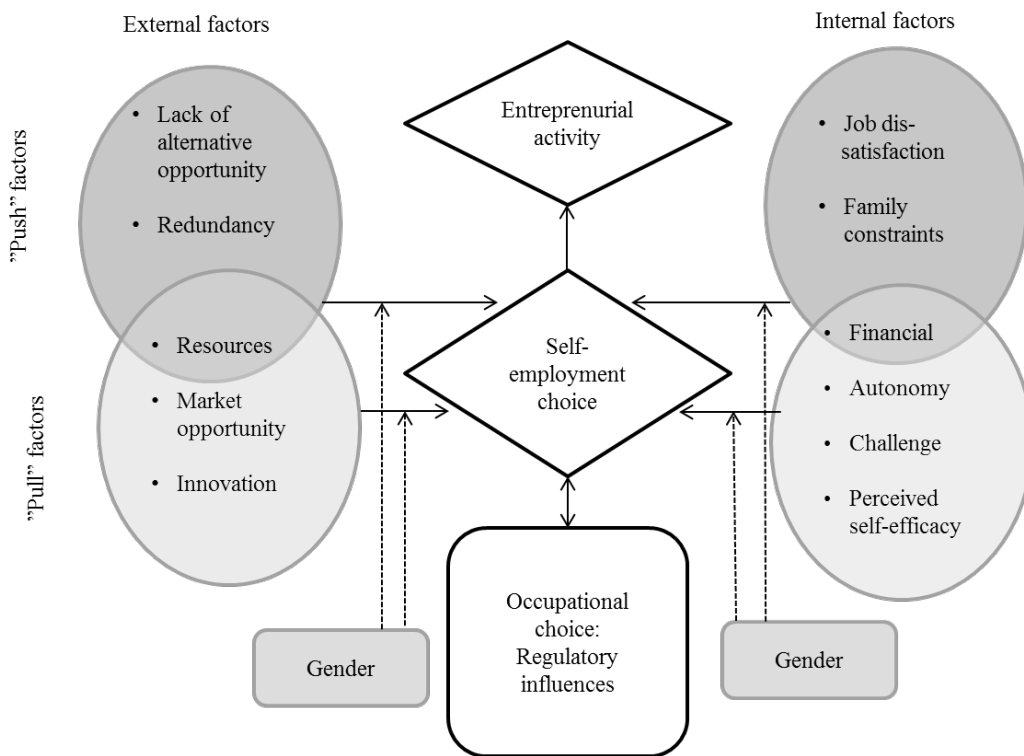 External factors
Internal factors
”Push” factors
”Pull” factors
• Lack of
alternative
opportunity
• Redundancy
• Resources
• Market
opportunity
• Innovation
Entreprenurial
activity
Self-
employment
choice
Occupational
choice:
Regulatory
influences
• Job dis-
satisfaction
• Family
constraints
• Financial
• Autonomy
• Challenge
• Perceived
self-efficacy
Gender
Gender